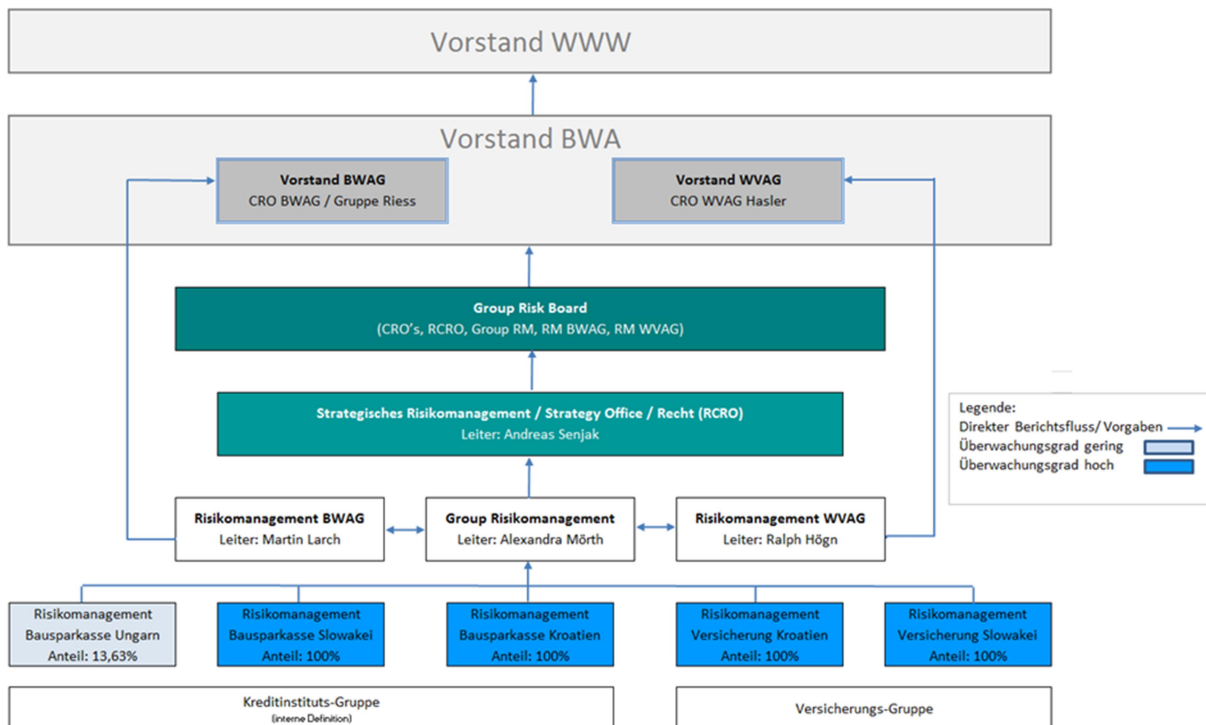 Vorstand WWW
Vorstand BWA
Vorstand BWAG
CRO BWAG / Gruppe Riess
Vorstand WVAG
CRO WVAG Hasler
Group Risk Board
(CRO's, RCRO, Group RM, RM BWAG, RM WVAG)
Strategisches Risikomanagement / Strategy Office / Recht (RCRO)
Leiter: Andreas Senjak
Legende:
Direkter Berichtsfluss/ Vorgaben
Überwachungsgrad gering
Überwachungsgrad hoch
Risikomanagement BWAG
Leiter: Martin Larch
Group Risikomanagement
Leiter: Alexandra Mörth
Risikomanagement WVAG
Leiter: Ralph Högn
Risikomanagement
Bausparkasse Ungarn
Anteil: 13,63%
Risikomanagement
Bausparkasse Slowakei
Anteil: 100%
Risikomanagement
Bausparkasse Kroatien
Anteil: 100%
Risikomanagement
Versicherung Kroatien
Anteil: 100%
Risikomanagement
Versicherung Slowakei
Anteil: 100%
Kreditinstituts-Gruppe
(interne Definition)
Versicherungs-Gruppe